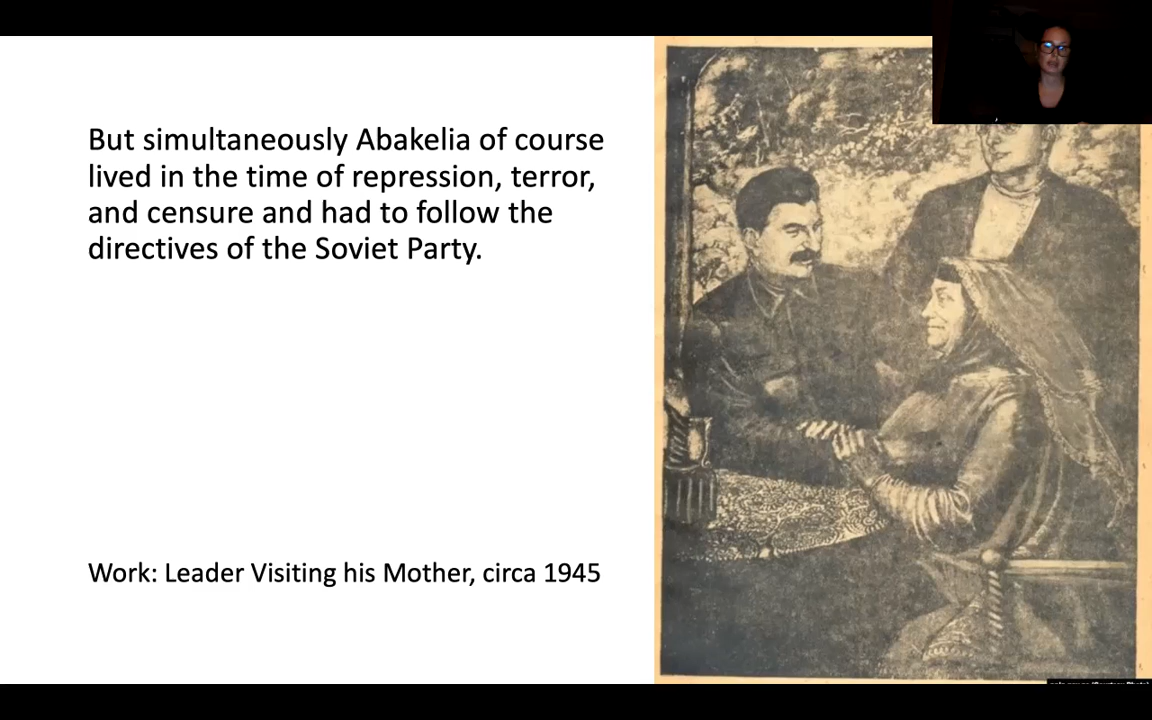 But simultaneously Abakelia of course
lived in the time of repression, terror,
and censure and had to follow the
directives of the Soviet Party.
Work: Leader Visiting his Mother, circa 1945